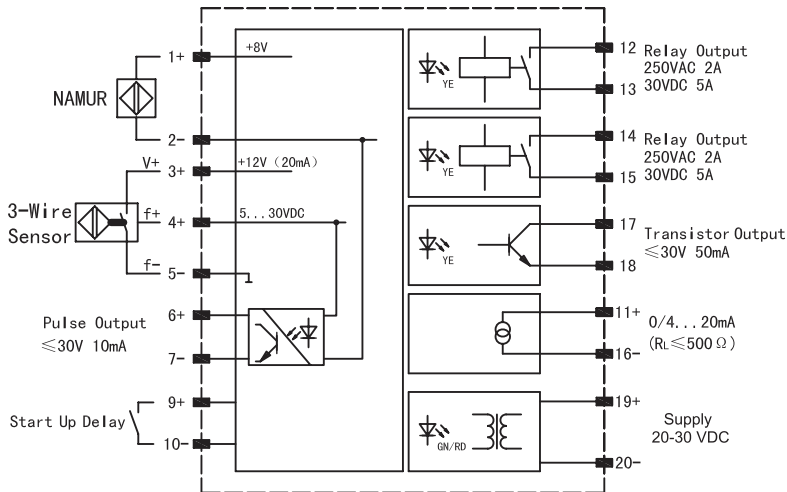 1+
+8V
NAMUR
2-
V+
3+
+12V (20mA)
3-Wire
Sensor
f+
4+
5...30VDC
f-
5-
6+
Pulse Output
≤30V 10mA
7-
9+
Start Up Delay
10-
YE
12
Relay Output
250VAC 2A
13
30VDC 5A
YE
14
Relay Output
250VAC 2A
15
30VDC 5A
YE
17
Transistor Output
≤30V 50mA
18
11+
0/4...20mA
16-
(RL≤500Ω)
GN/RD
19+
Supply
20-30 VDC
20-